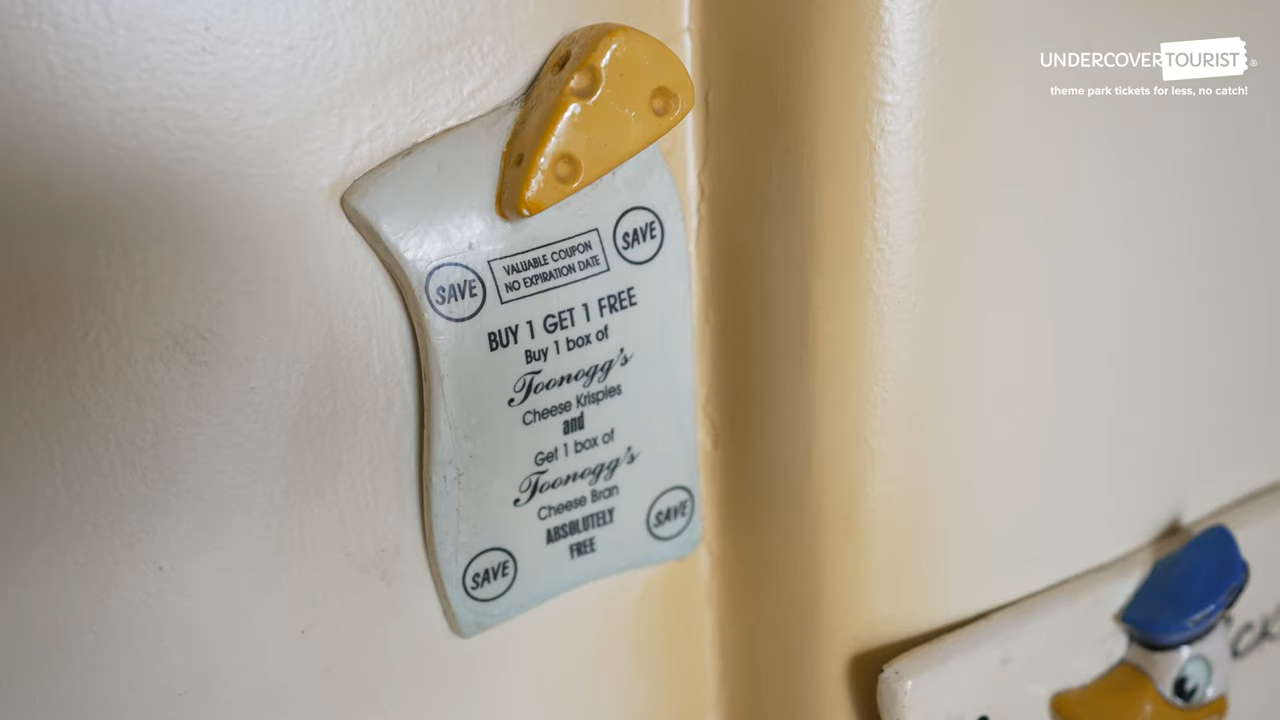 UNDERCOVER TOURIST®
theme park tickets for less, no catch!
SAVE
VALUABLE COUPON
NO EXPIRATION DATE
SAVE
BUY 1 GET 1 FREE
Buy 1 box of
Toonogg's
Cheese Krispies
and
Get 1 box of
Toonogg's
Cheese Bran
ABSOLUTELY
FREE
SAVE
SAVE